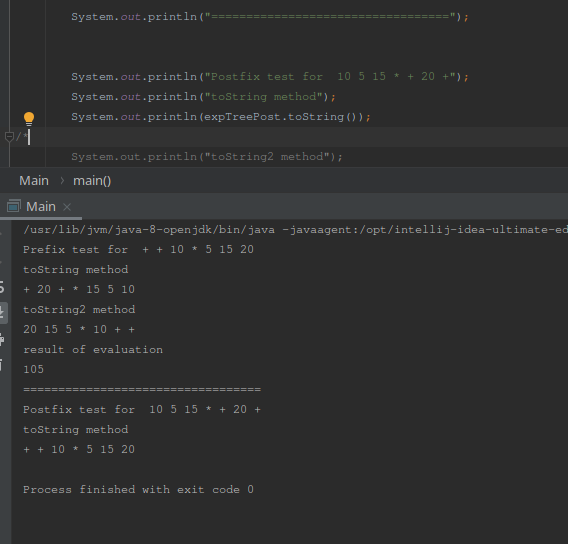 System.out.println("==================================");
System.out.println("Postfix test for  10 5 15 * + 20 +");
System.out.println("toString method");
System.out.println(expTreePost.toString());
/*
System.out.println("toString2 method");
Main › main()
Main ×
/usr/lib/jvm/java-8-openjdk/bin/java -javaagent:/opt/intellij-idea-ultimate-ed
Prefix test for  + + 10 * 5 15 20
toString method
+ 20 + * 15 5 10
toString2 method
20 15 5 * 10 + +
result of evaluation
105
==================================
Postfix test for  10 5 15 * + 20 +
toString method
+ + 10 * 5 15 20
Process finished with exit code 0